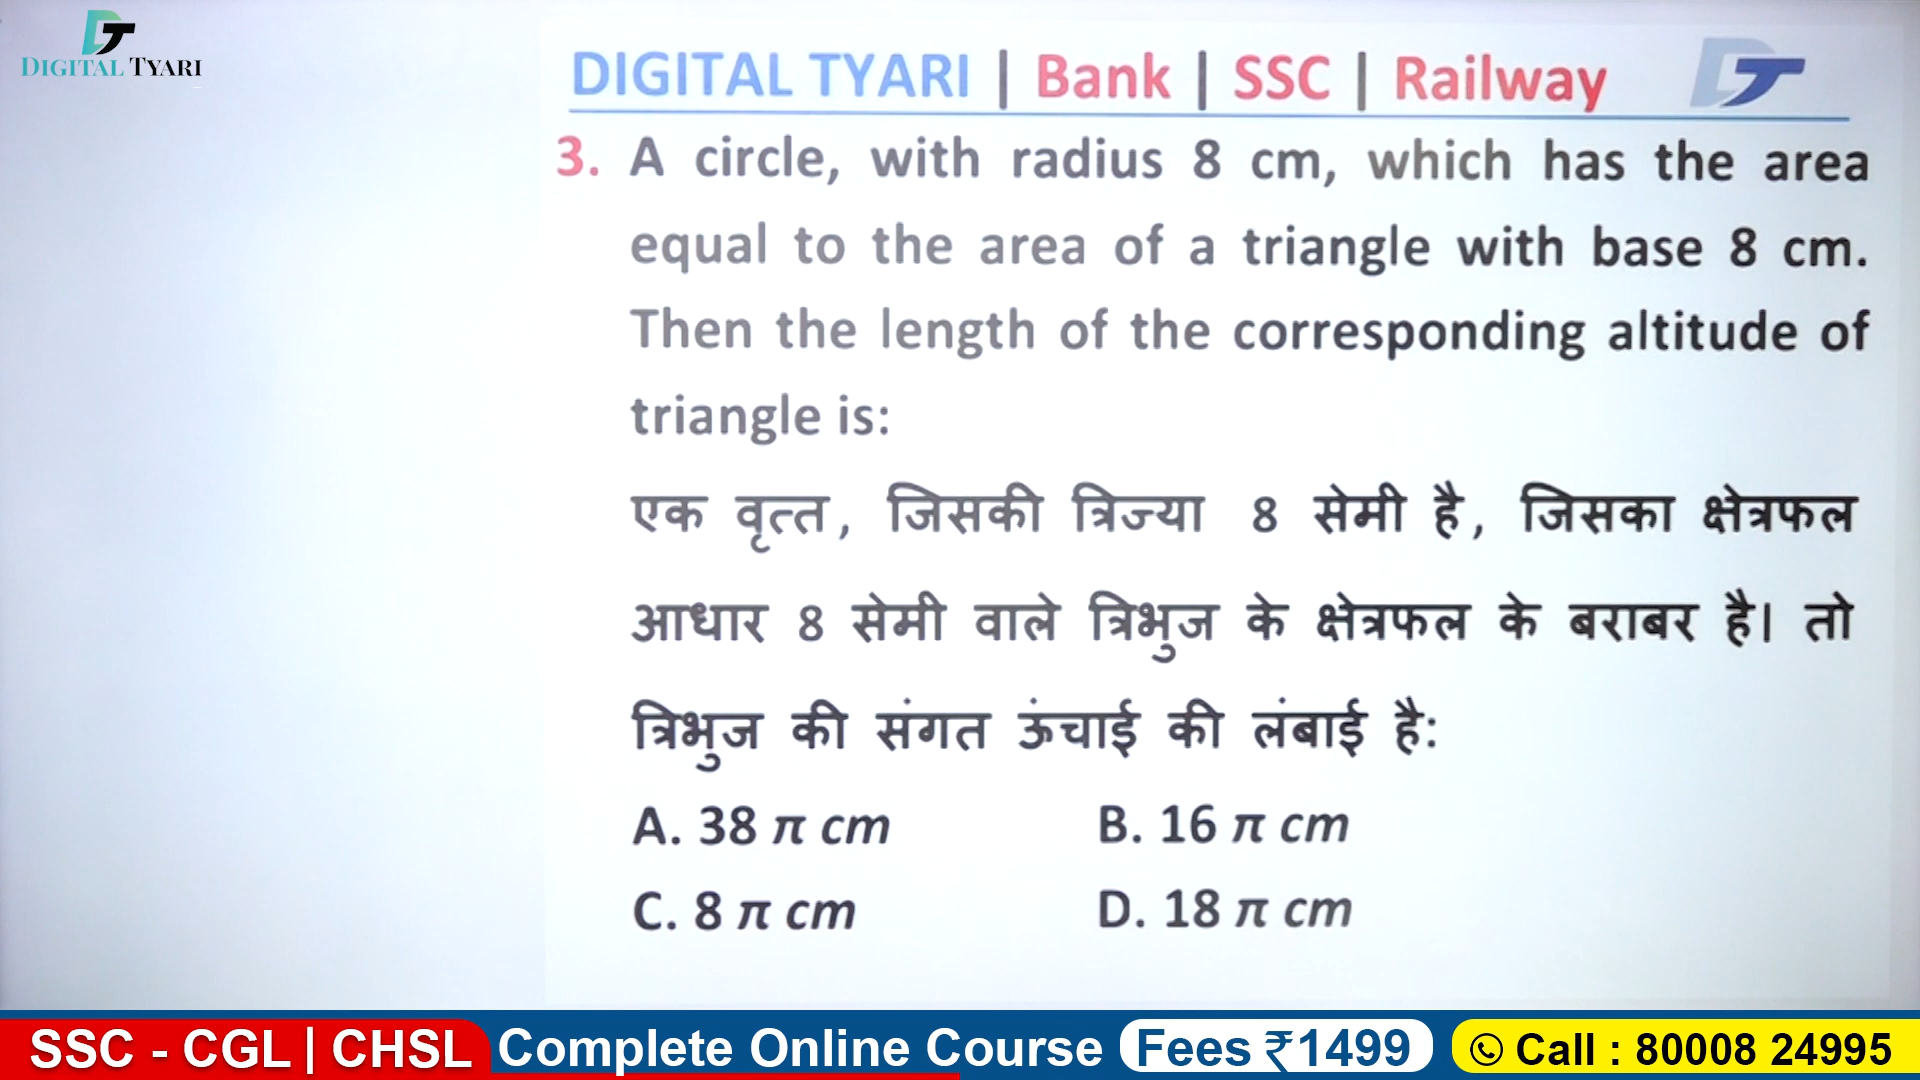 DT
DIGITAL TYARI
DIGITAL TYARI | Bank | SSC | Railway
DT
3. A circle, with radius 8 cm, which has the area
equal to the area of a triangle with base 8 cm.
Then the length of the corresponding altitude of
triangle is:
एक वृत्त, जिसकी त्रिज्या 8 सेमी है, जिसका क्षेत्रफल
आधार 8 सेमी वाले त्रिभुज के क्षेत्रफल के बराबर है। तो
त्रिभुज की संगत ऊंचाई की लंबाई है:
A. 38 π cm B. 16 π cm
C. 8 π cm D. 18 π cm
SSC - CGL | CHSL Complete Online Course Fees ₹1499 Call : 80008 24995